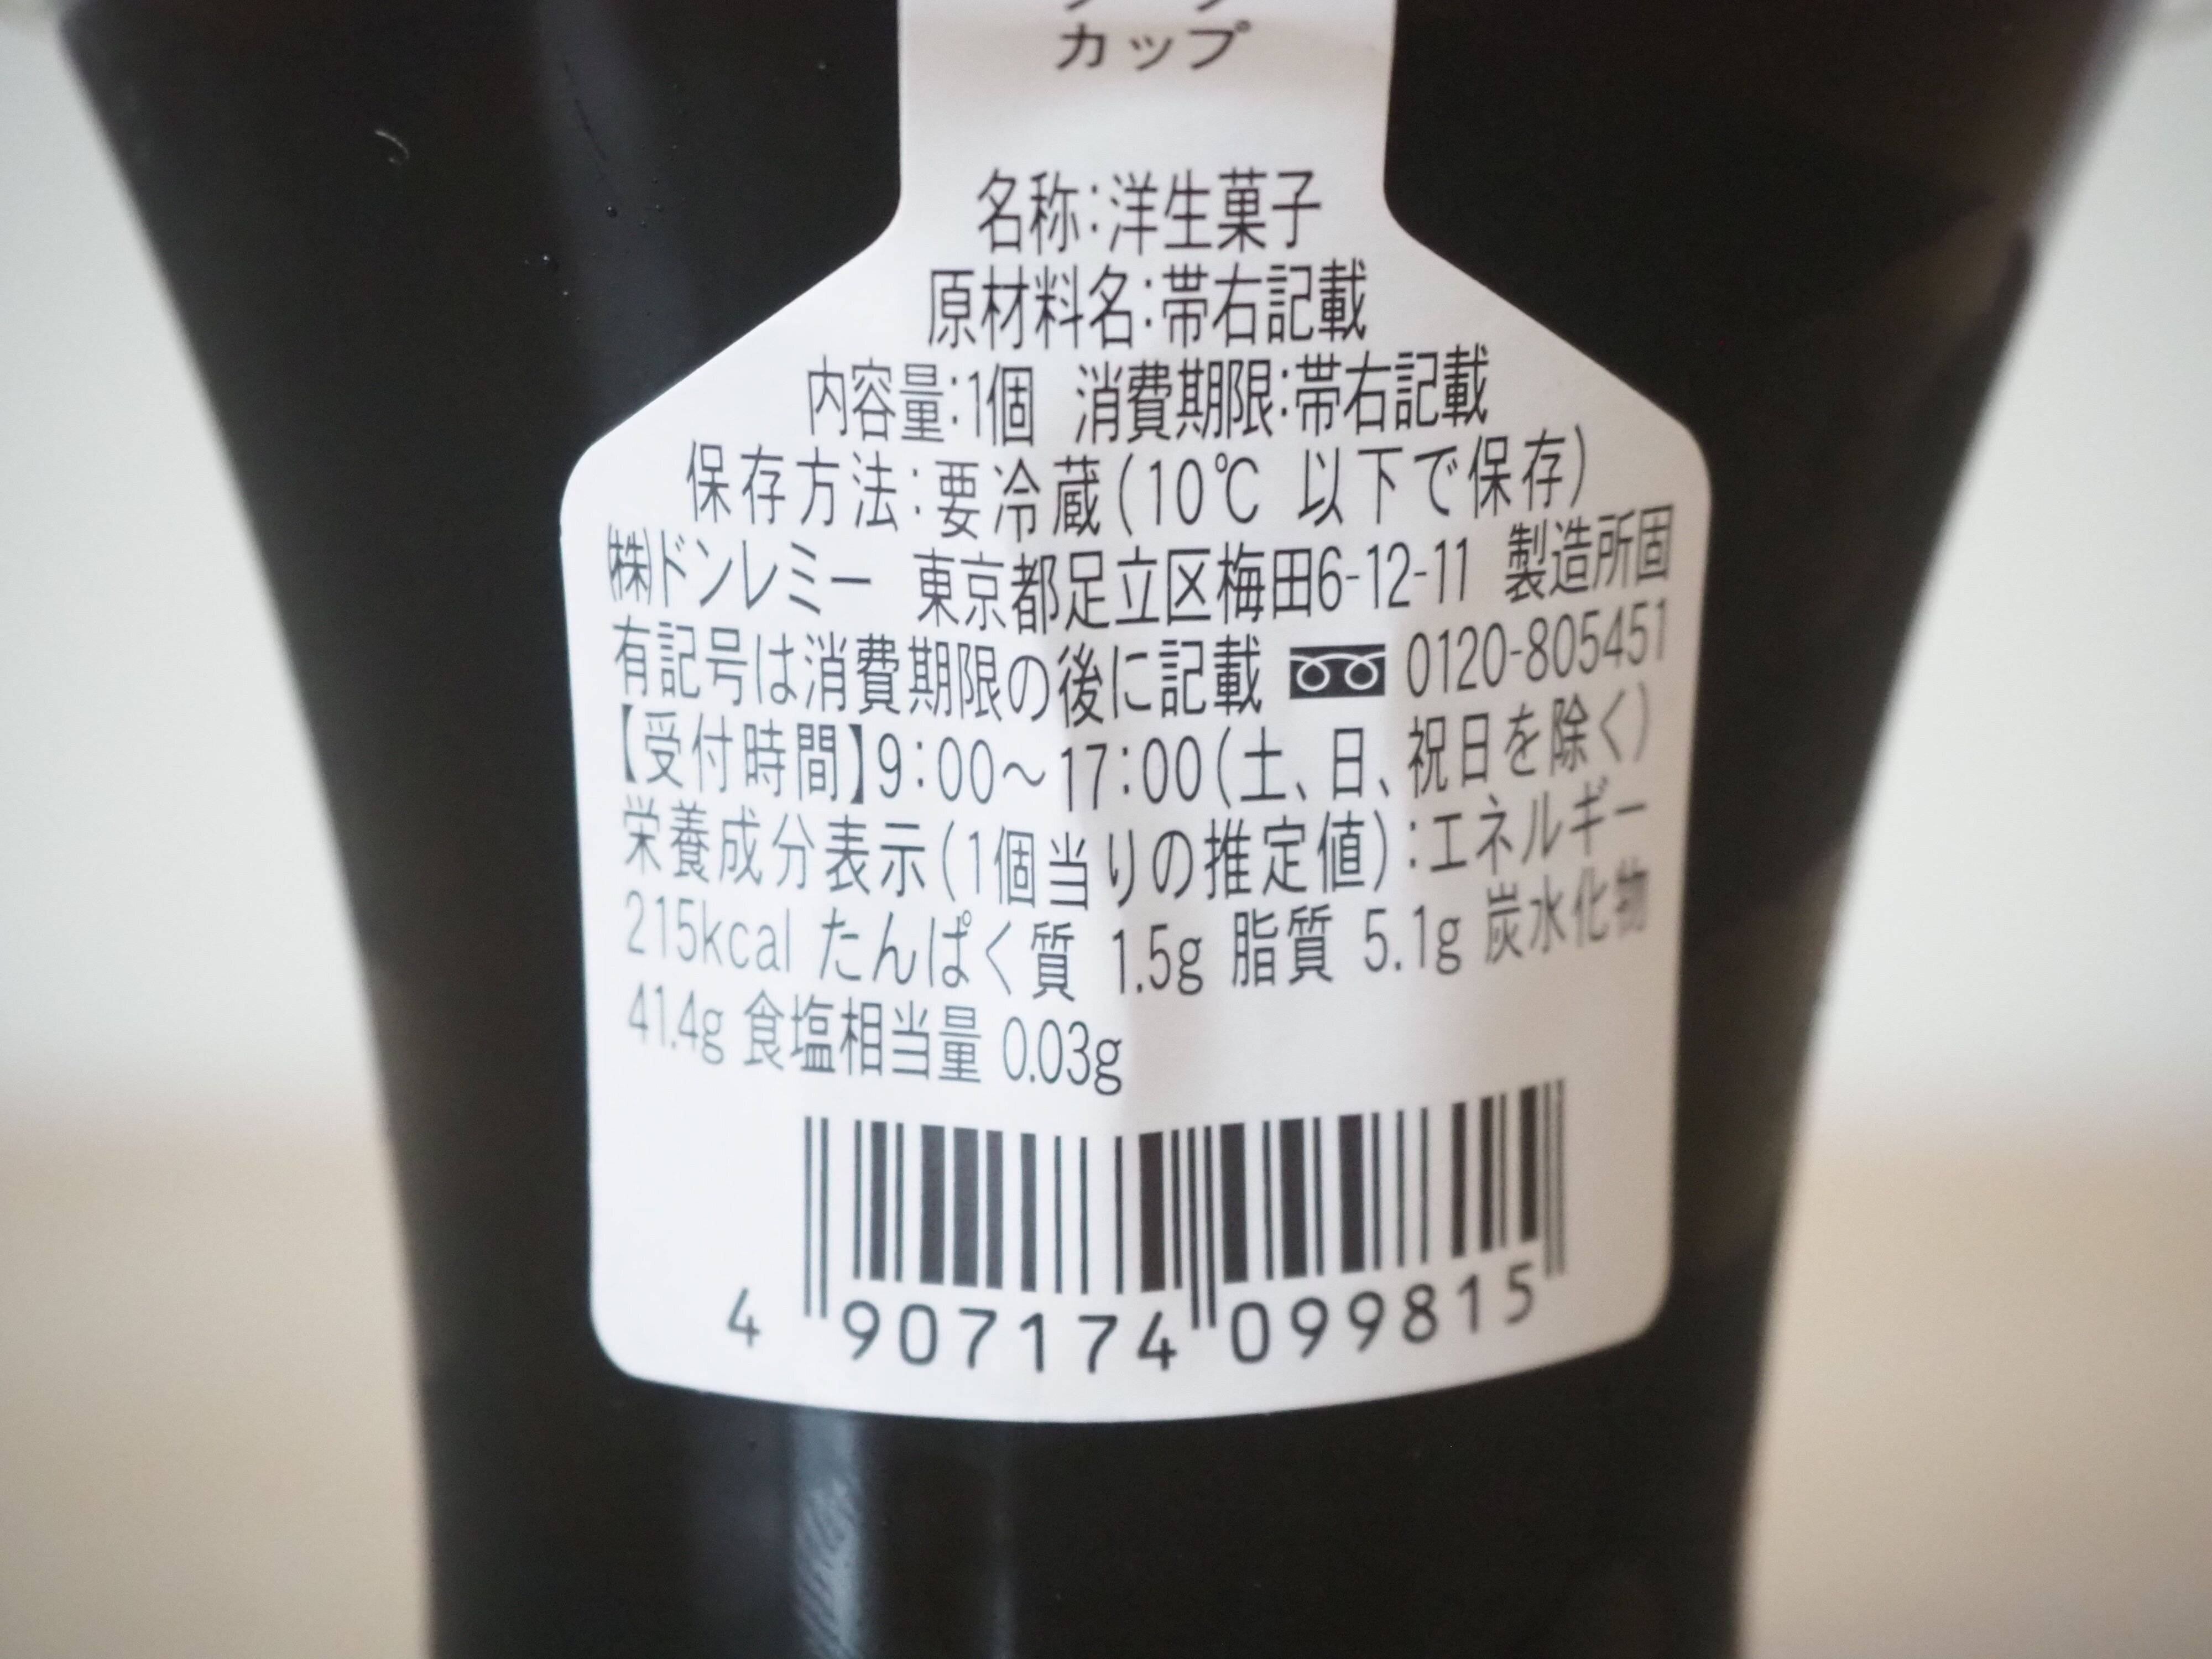 カップ
名称:洋生菓子
原材料名:帯右記載
内容量:1個 消費期限:帯右記載
保存方法:要冷蔵(10℃ 以下で保存)
㈱ドンレミー 東京都足立区梅田6-12-11 製造所固
有記号は消費期限の後に記載 0120-805451
【受付時間】9:00～17:00(土、日、祝日を除く)
栄養成分表示(1個当りの推定値):エネルギー
215kcal たんぱく質 1.5g 脂質 5.1g 炭水化物
41.4g 食塩相当量 0.03g
4 907174 099815